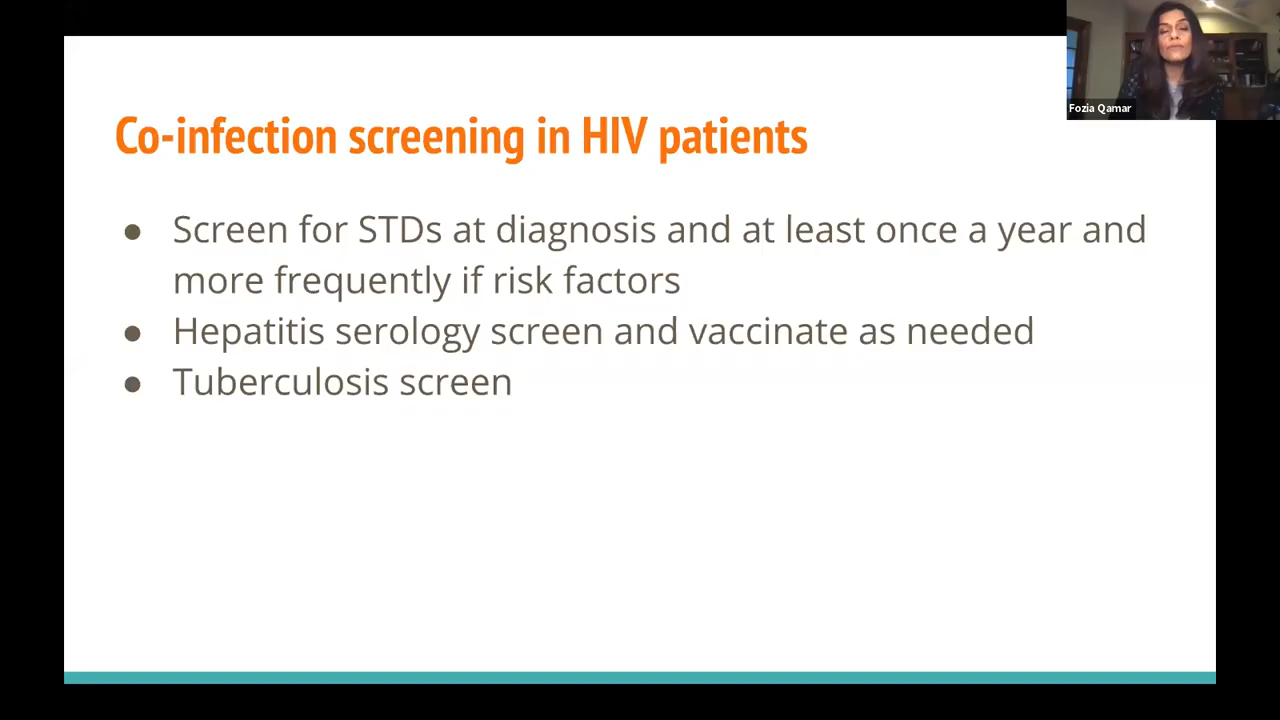 Co-infection screening in HIV patients
● Screen for STDs at diagnosis and at least once a year and
more frequently if risk factors
● Hepatitis serology screen and vaccinate as needed
● Tuberculosis screen
Fozia Qamar